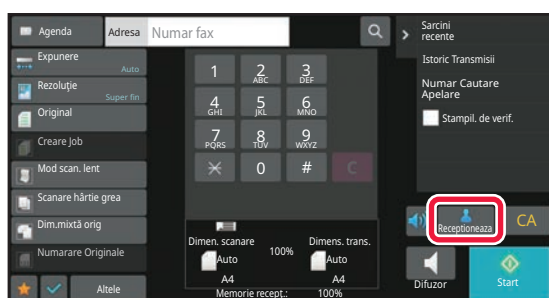 Agenda
Adresa
Numar fax
Expunere
Auto
Rezoluție
Super fin
Original
Creare Job
Mod scan. lent
Scanare hârtie grea
Dim.mixtă orig
Numarare Originale
Altele
1
2 ABC
3 DEF
4 GHI
5 JKL
6 MNO
7 PQRS
8 TUV
9 WXYZ
0
#
C
Dimen. scanare
100%
Dimens. trans.
Auto
Auto
A4
A4
Memorie recept.: 100%
Sarcini
recente
Istoric Transmisii
Numar Cautare
Apelare
Stampil. de verif.
Receptioneaza
CA
Difuzor
Start